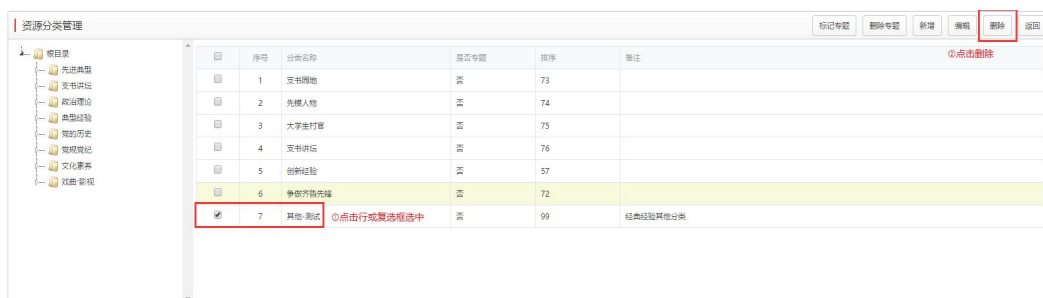 资源分类管理
标记专题 删除专题 新增 编辑 删除 返回
根目录
先进典型
支书讲坛
政治理论
典型经验
党的历史
党规党纪
文化素养
戏曲·影视
序号 分类名称 是否专题 排序 备注
②点击删除
1 支书园地 否 73
2 先模人物 否 74
3 大学生村官 否 75
4 支书讲坛 否 76
5 创新经验 否 57
6 争做齐鲁先锋 否 72
7 其他-测试 ①点击行或复选框选中 否 99 经典经验其他分类